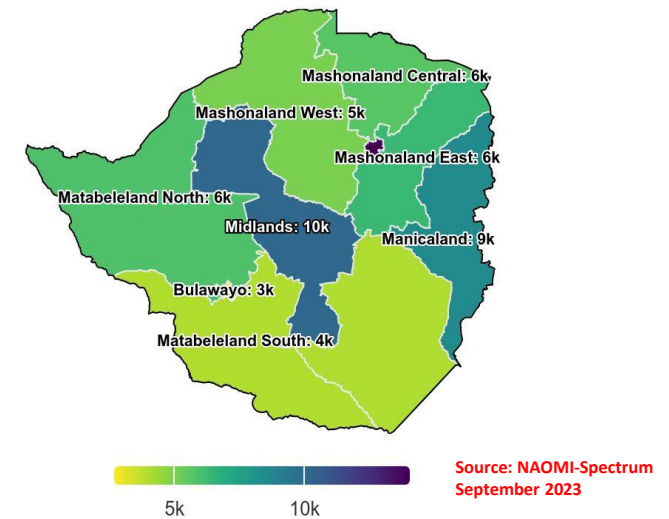 Mashonaland Central: 6k
Mashonaland West: 5k
Mashonaland East: 6k
Matabeleland North: 6k
Midlands: 10k
Manicaland: 9k
Bulawayo: 3k
Matabeleland South: 4k
5k 10k
Source: NAOMI-Spectrum
September 2023